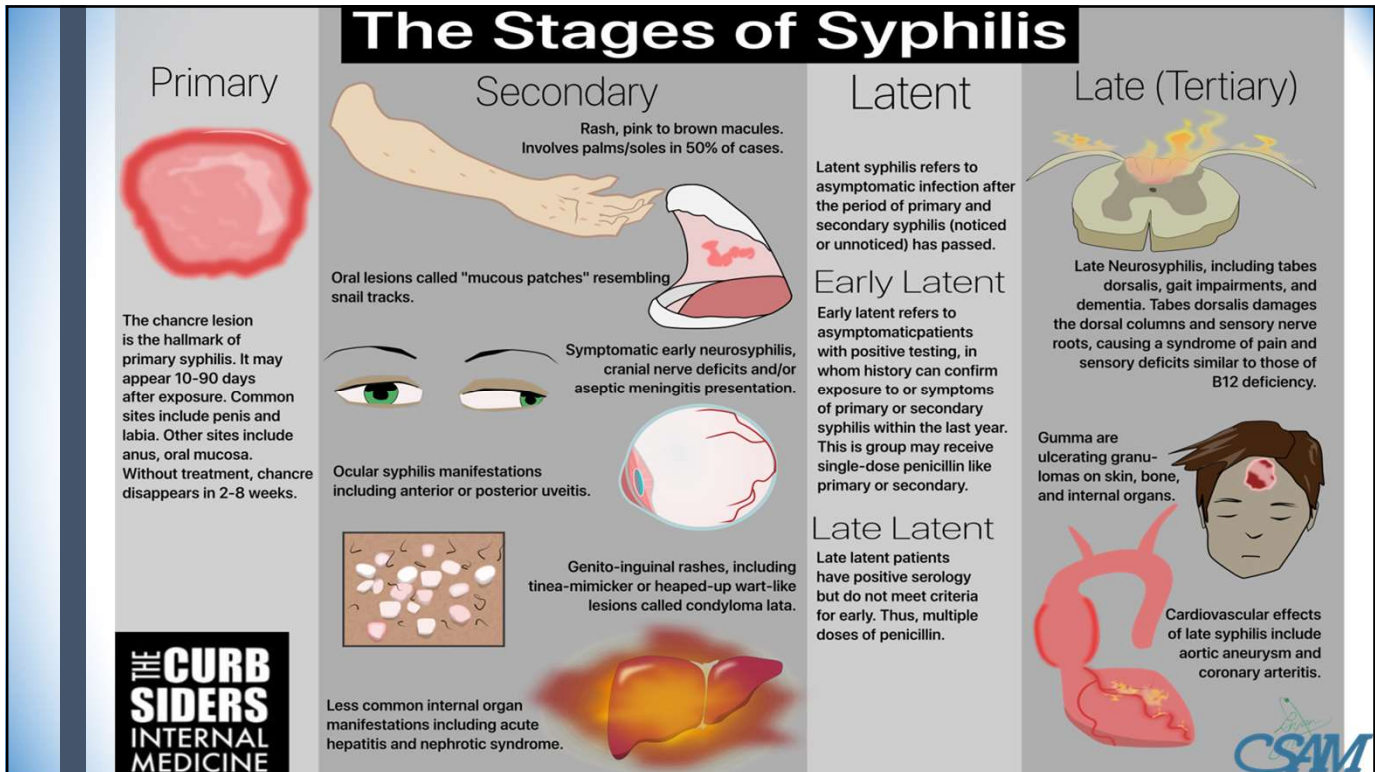 The Stages of Syphilis
Primary
The chancre lesion
is the hallmark of
primary syphilis. It may
appear 10-90 days
after exposure. Common
sites include penis and
labia. Other sites include
anus, oral mucosa.
Without treatment, chancre
disappears in 2-8 weeks.
THE CURB
SIDERS
INTERNAL
MEDICINE
Secondary
Rash, pink to brown macules.
Involves palms/soles in 50% of cases.
Oral lesions called "mucous patches" resembling
snail tracks.
Symptomatic early neurosyphilis,
cranial nerve deficits and/or
aseptic meningitis presentation.
Ocular syphilis manifestations
including anterior or posterior uveitis.
Genito-inguinal rashes, including
tinea-mimicker or heaped-up wart-like
lesions called condyloma lata.
Less common internal organ
manifestations including acute
hepatitis and nephrotic syndrome.
Latent
Latent syphilis refers to
asymptomatic infection after
the period of primary and
secondary syphilis (noticed
or unnoticed) has passed.
Early Latent
Early latent refers to
asymptomaticpatients
with positive testing, in
whom history can confirm
exposure to or symptoms
of primary or secondary
syphilis within the last year.
This is group may receive
single-dose penicillin like
primary or secondary.
Late Latent
Late latent patients
have positive serology
but do not meet criteria
for early. Thus, multiple
doses of penicillin.
Late (Tertiary)
Late Neurosyphilis, including tabes
dorsalis, gait impairments, and
dementia. Tabes dorsalis damages
the dorsal columns and sensory nerve
roots, causing a syndrome of pain and
sensory deficits similar to those of
B12 deficiency.
Gumma are
ulcerating granu-
lomas on skin, bone,
and internal organs.
Cardiovascular effects
of late syphilis include
aortic aneurysm and
coronary arteritis.
CSAM